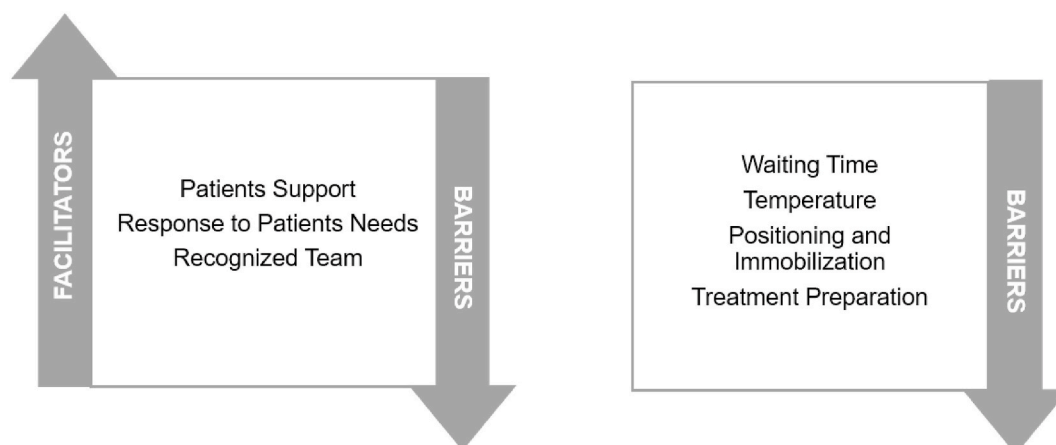 FACILITATORS
Patients Support
Response to Patients Needs
Recognized Team
BARRIERS
Waiting Time
Temperature
Positioning and
Immobilization
Treatment Preparation
BARRIERS